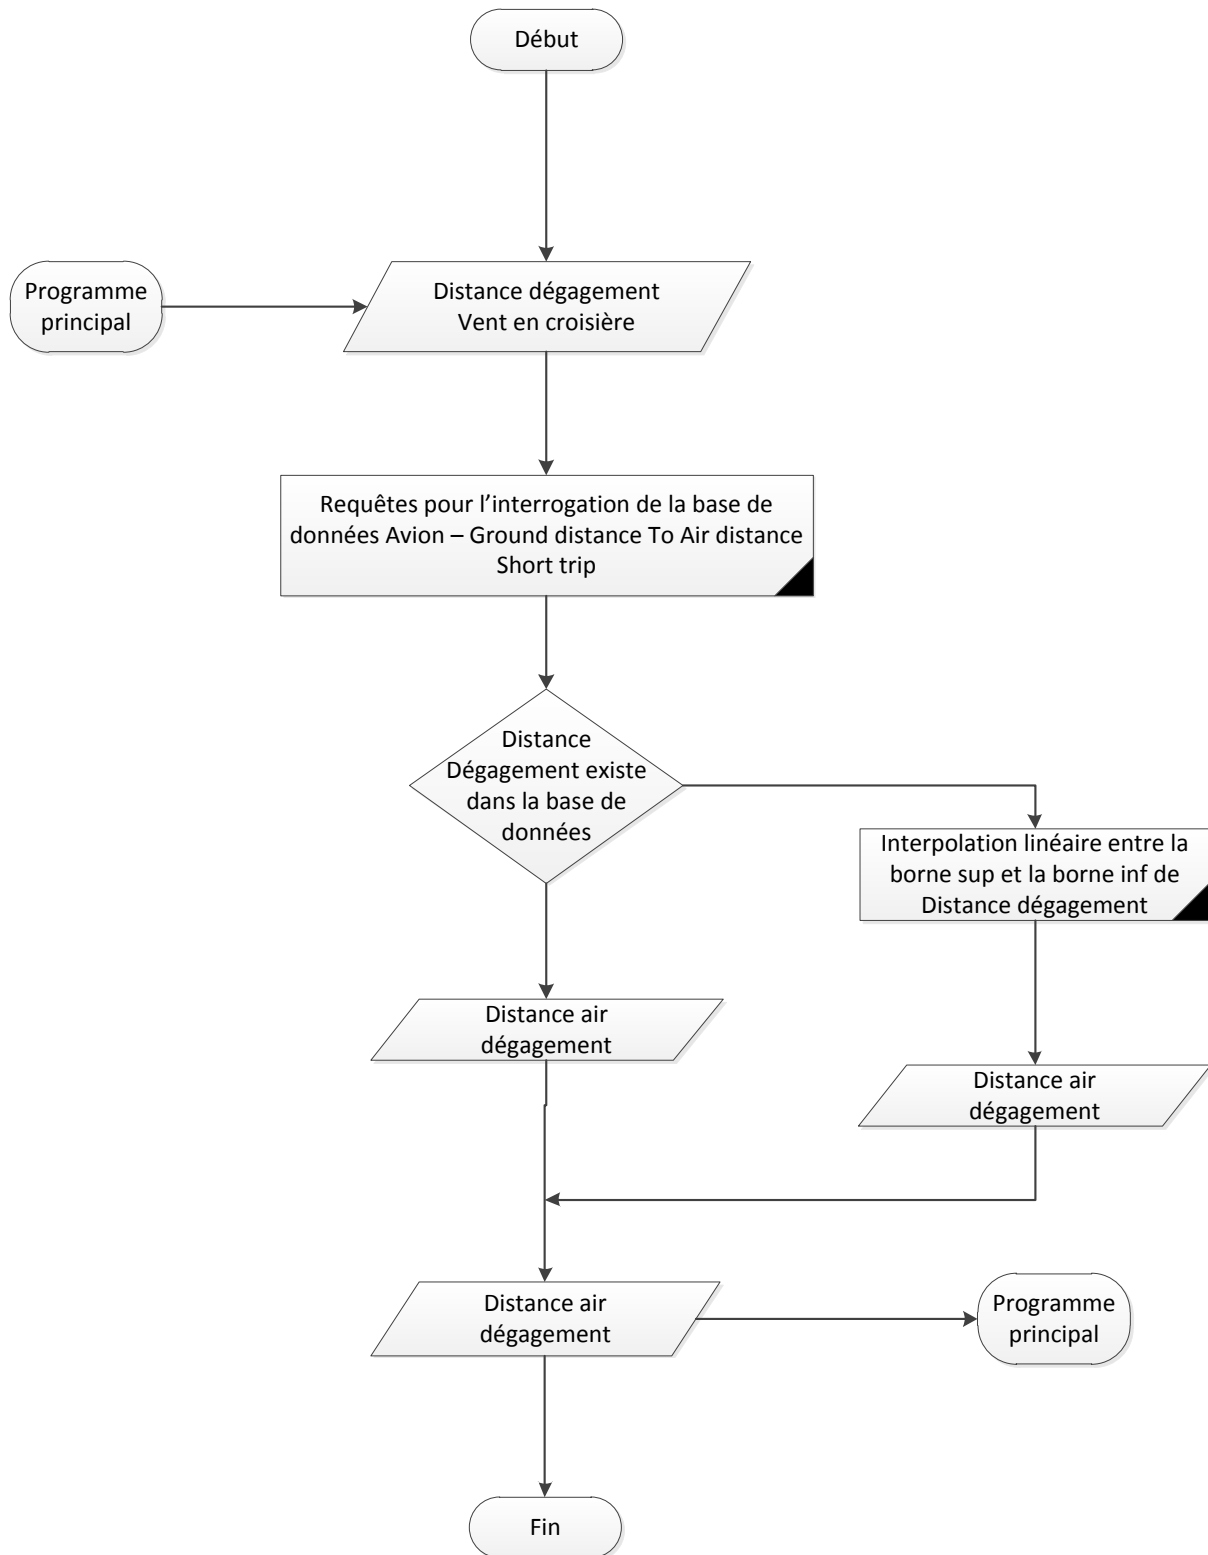 Début
Programme
principal
Distance dégagement
Vent en croisière
Requêtes pour l’interrogation de la base de
données Avion – Ground distance To Air distance
Short trip
Distance
Dégagement existe
dans la base de
données
Interpolation linéaire entre la
borne sup et la borne inf de
Distance dégagement
Distance air
dégagement
Distance air
dégagement
Distance air
dégagement
Programme
principal
Fin